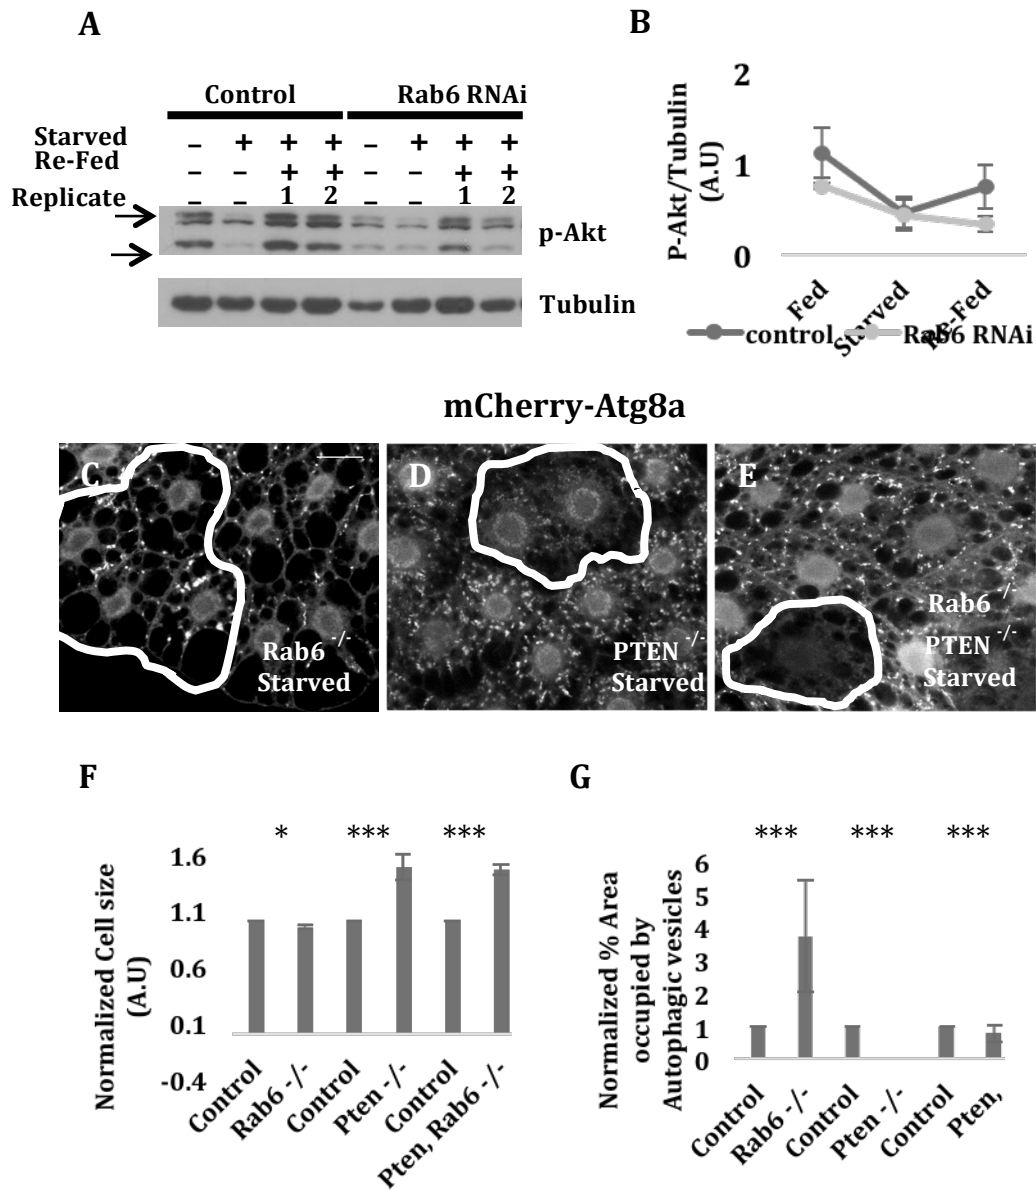 A
B
Control Rab6 RNAi
Starved – + + + – + + +
Re-Fed – – + + – – + +
Replicate – – 1 2 – – 1 2
p-Akt
Tubulin
P-Akt/Tubulin
(A.U)
2
1
0
Fed
Starved
Re-Fed
control
Rab6 RNAi
mCherry-Atg8a
C
Rab6 -/-
Starved
D
PTEN -/-
Starved
E
Rab6 -/-
PTEN -/-
Starved
F
* *** ***
Normalized Cell size
(A.U)
1.6
1.1
0.6
0.1
-0.4
Control
Rab6 -/-
Control
Pten -/-
Control
Pten, Rab6 -/-
G
*** *** ***
Normalized % Area
occupied by
Autophagic vesicles
6
5
4
3
2
1
0
Control
Rab6 -/-
Control
Pten -/-
Control
Pten,